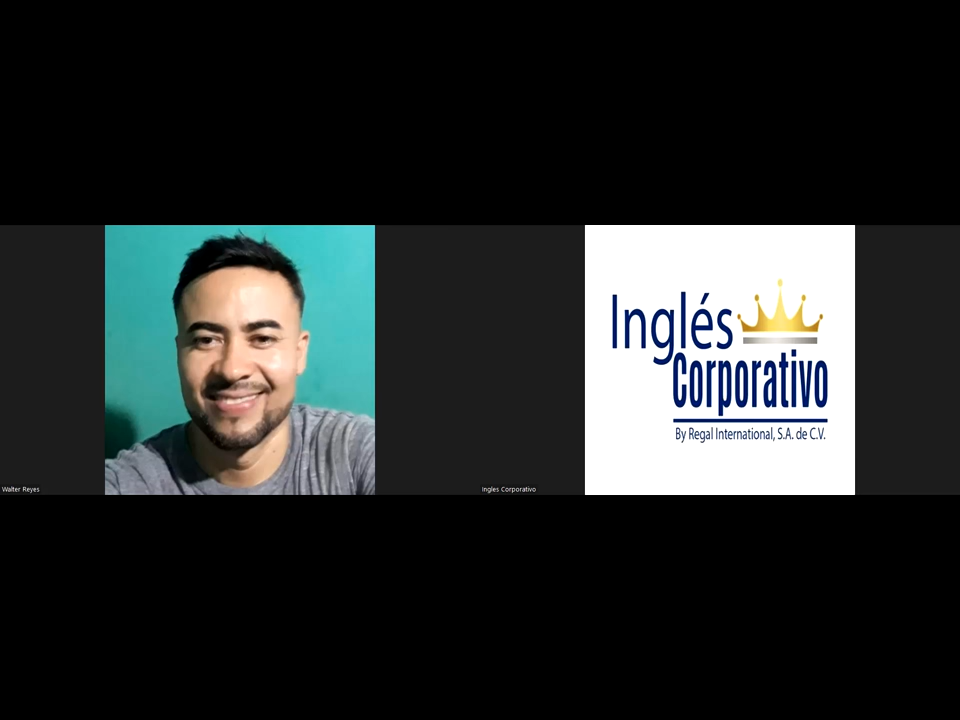 Inglés
Corporativo
By Regal International, S.A. de C.V.
Walter Reyes
Ingles Corporativo